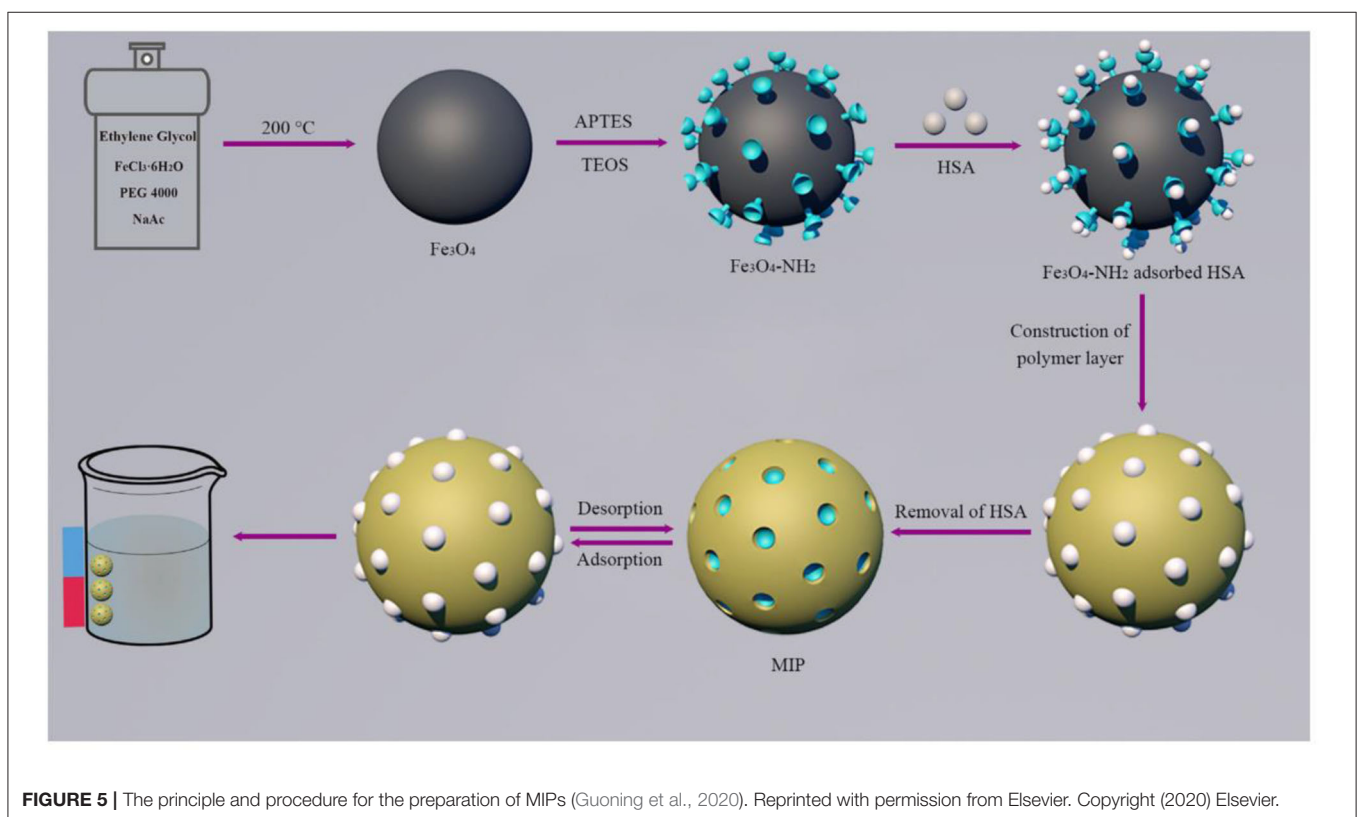 Ethylene Glycol
FeCl₃·6H₂O
PEG 4000
NaAc
200 °C
Fe₃O₄
APTES
TEOS
Fe₃O₄-NH₂
HSA
Fe₃O₄-NH₂ adsorbed HSA
Construction of
polymer layer
Removal of HSA
MIP
Desorption
Adsorption
FIGURE 5 | The principle and procedure for the preparation of MIPs (Guoning et al., 2020). Reprinted with permission from Elsevier. Copyright (2020) Elsevier.